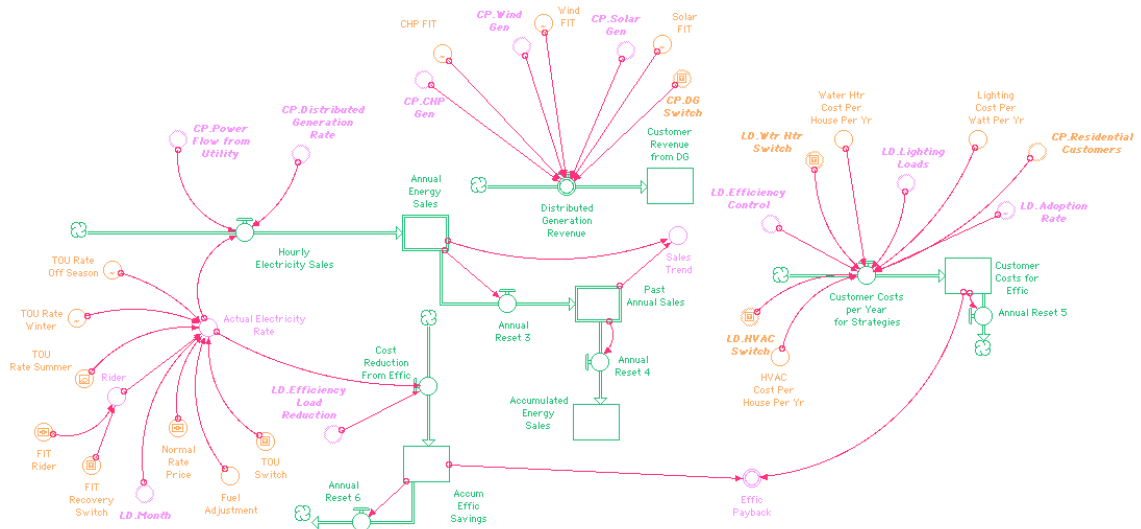 CHP FIT
CP.Wind
Gen
Wind
FIT
CP.Solar
Gen
Solar
FIT
CP.CHP
Gen
CP.DG
Switch
CP.Power
Flow from
Utility
CP.Distributed
Generation
Rate
Customer
Revenue
from DG
Distributed
Generation
Revenue
Water Htr
Cost Per
House Per Yr
Lighting
Cost Per
Watt Per Yr
LD.Wtr Htr
Switch
LD.Lighting
Loads
CP.Residential
Customers
LD.Efficiency
Control
LD.Adoption
Rate
Annual
Energy
Sales
Hourly
Electricity Sales
Sales
Trend
TOU Rate
Off Season
TOU Rate
Winter
TOU
Rate Summer
Actual Electricity
Rate
Annual
Reset 3
Past
Annual Sales
Customer Costs
per Year
for Strategies
Customer
Costs for
Effic
Annual Reset 5
LD.HVAC
Switch
HVAC
Cost Per
House Per Yr
Cost
Reduction
From Effic
Annual
Reset 4
Rider
LD.Efficiency
Load
Reduction
Accumulated
Energy
Sales
FIT
Rider
FIT
Recovery
Switch
LD.Month
Normal
Rate
Price
Fuel
Adjustment
TOU
Switch
Annual
Reset 6
Accum
Effic
Savings
Effic
Payback